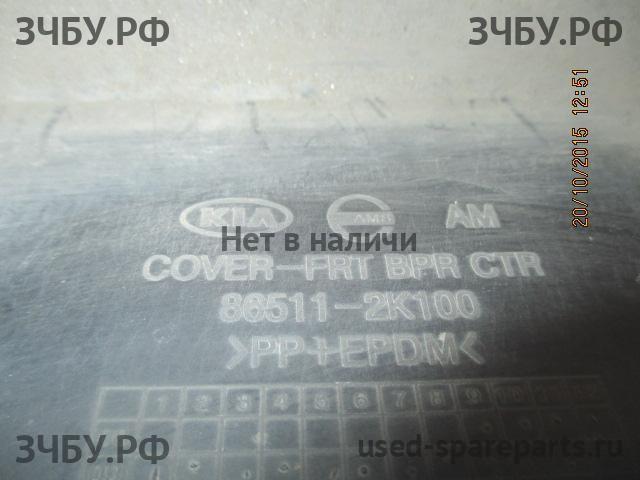 ЗЧБУ.РФ
ЗЧБУ.РФ
20/10/2015 12:51
KIA AMS AM
Нет в наличи
COVER-FRT BPR CTR
86511-2K100
>PP+EPDM<
1 2 3 4 5 6 7 8 9 10 11 12
ЗЧБУ.РФ
used-spareparts.ru